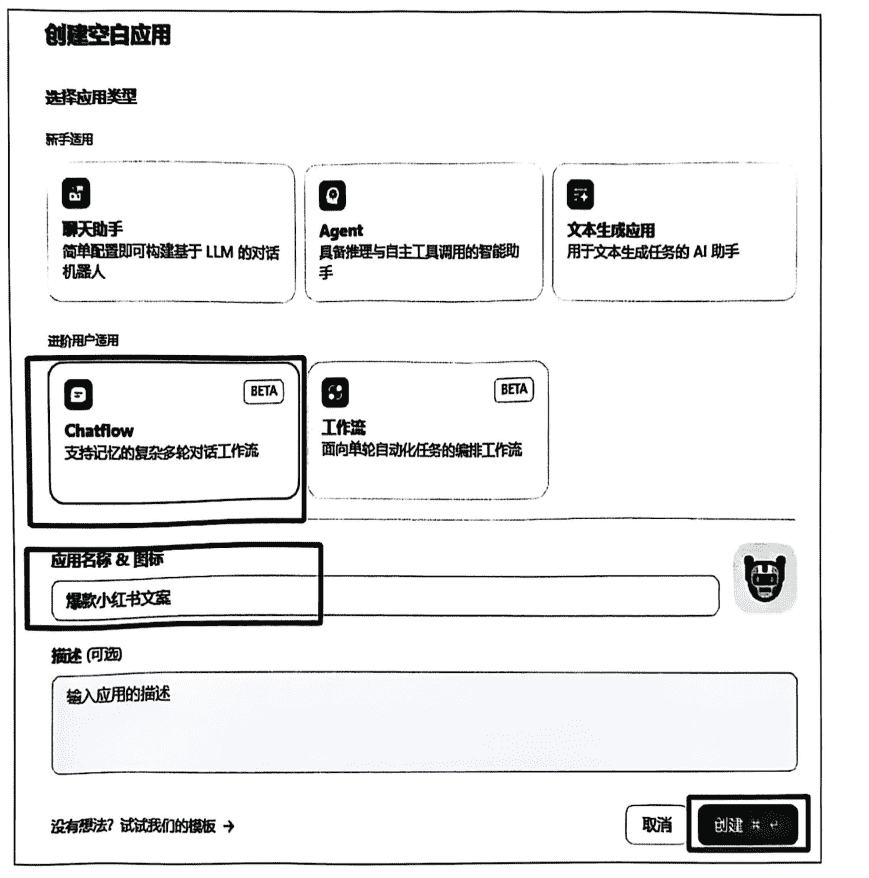 创建空白应用
选择应用类型
新手适用
聊天助手
简单配置即可构建基于 LLM 的对话
机器人
Agent
具备推理与自主工具调用的智能助
手
文本生成应用
用于文本生成任务的 AI 助手
进阶用户适用
BETA
Chatflow
支持记忆的复杂多轮对话工作流
BETA
工作流
面向单轮自动化任务的编排工作流
应用名称 & 图标
爆款小红书文案
描述 (可选)
输入应用的描述
没有想法? 试试我们的模板 →
取消
创建 ⌘ ↵